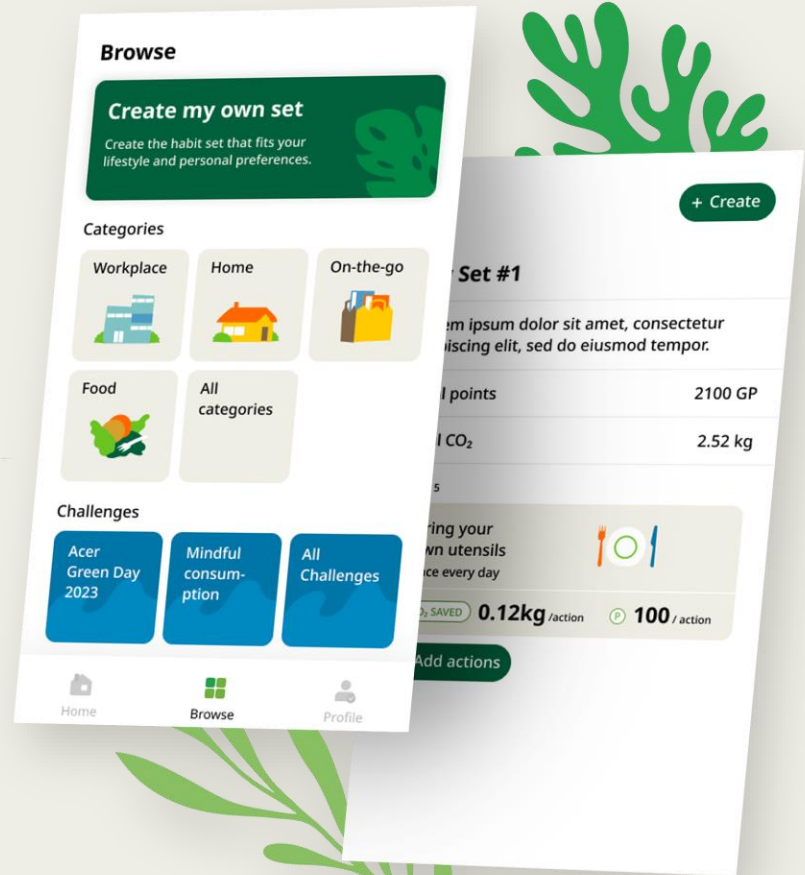 Browse
Create my own set
Create the habit set that fits your
lifestyle and personal preferences.
Categories
Workplace
Home
On-the-go
Food
All
categories
Challenges
Acer
Green Day
2023
Mindful
consum-
ption
All
Challenges
Home
Browse
Profile
+ Create
Set #1
em ipsum dolor sit amet, consectetur
iscing elit, sed do eiusmod tempor.
l points
2100 GP
l CO₂
2.52 kg
5
ring your
wn utensils
ce every day
₂ SAVED
0.12kg /action
P
100 / action
Add actions